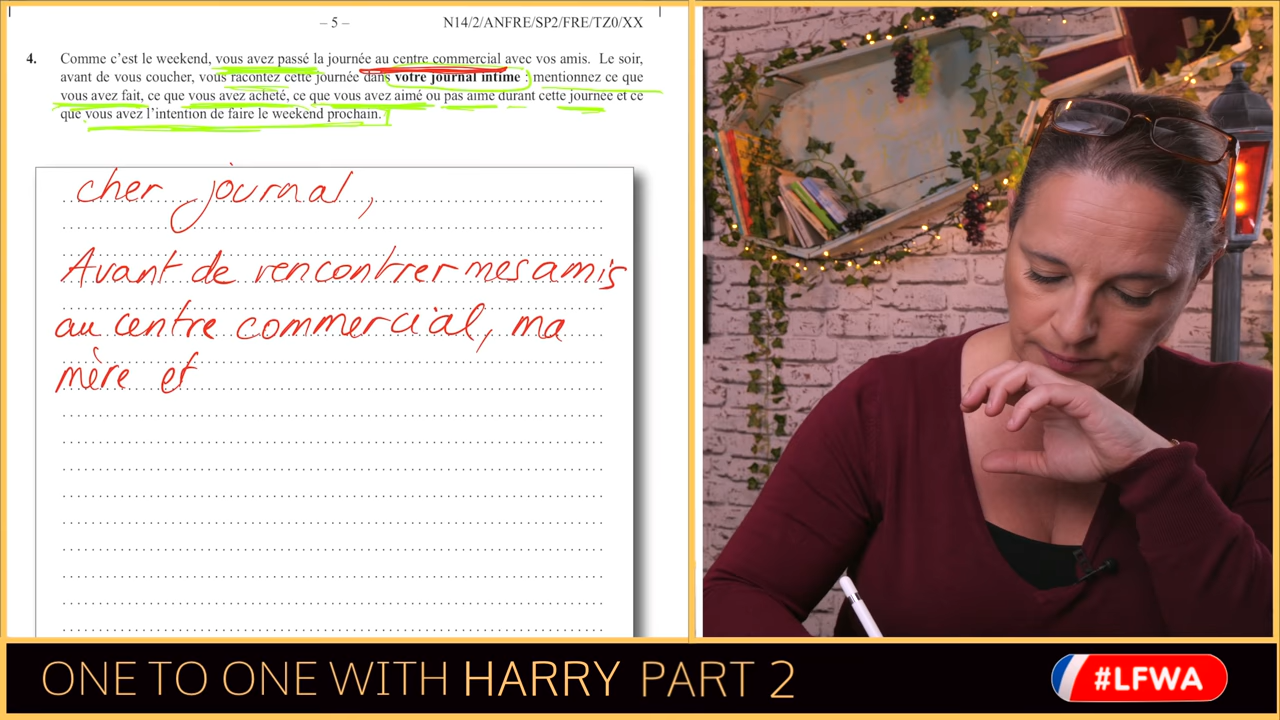 – 5 –
N14/2/ANFRE/SP2/FRE/TZ0/XX
4. Comme c’est le weekend, vous avez passé la journée au centre commercial avec vos amis. Le soir,
avant de vous coucher, vous racontez cette journée dans votre journal intime : mentionnez ce que
vous avez fait, ce que vous avez acheté, ce que vous avez aimé ou pas aimé durant cette journée et ce
que vous avez l’intention de faire le weekend prochain.
cher journal,
Avant de rencontrer mes amis
au centre commercial, ma
mère et
ONE TO ONE WITH HARRY PART 2
#LFWA